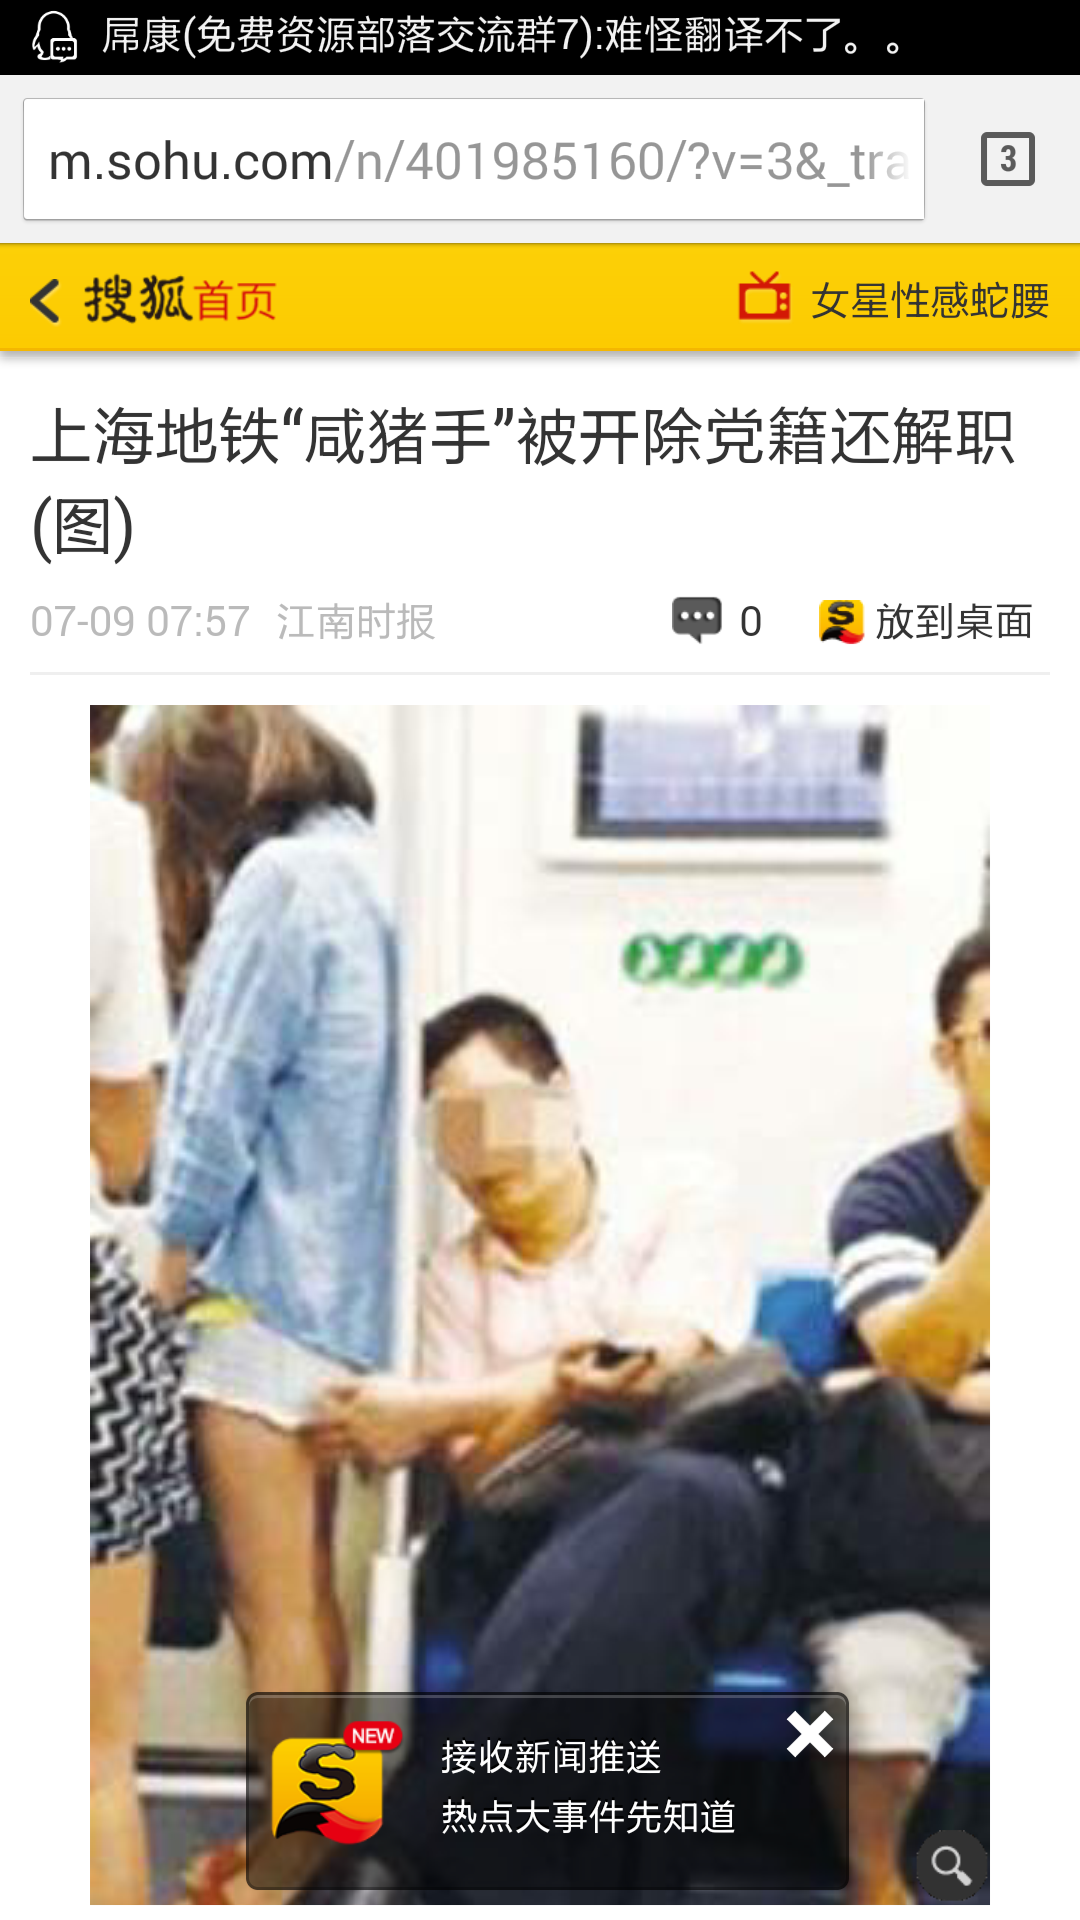 屌康(免费资源部落交流群7):难怪翻译不了。。
m.sohu.com/n/401985160/?v=3&_tra
3
搜狐首页
女星性感蛇腰
上海地铁“咸猪手”被开除党籍还解职
(图)
07-09 07:57 江南时报
0
放到桌面
NEW
接收新闻推送
热点大事件先知道